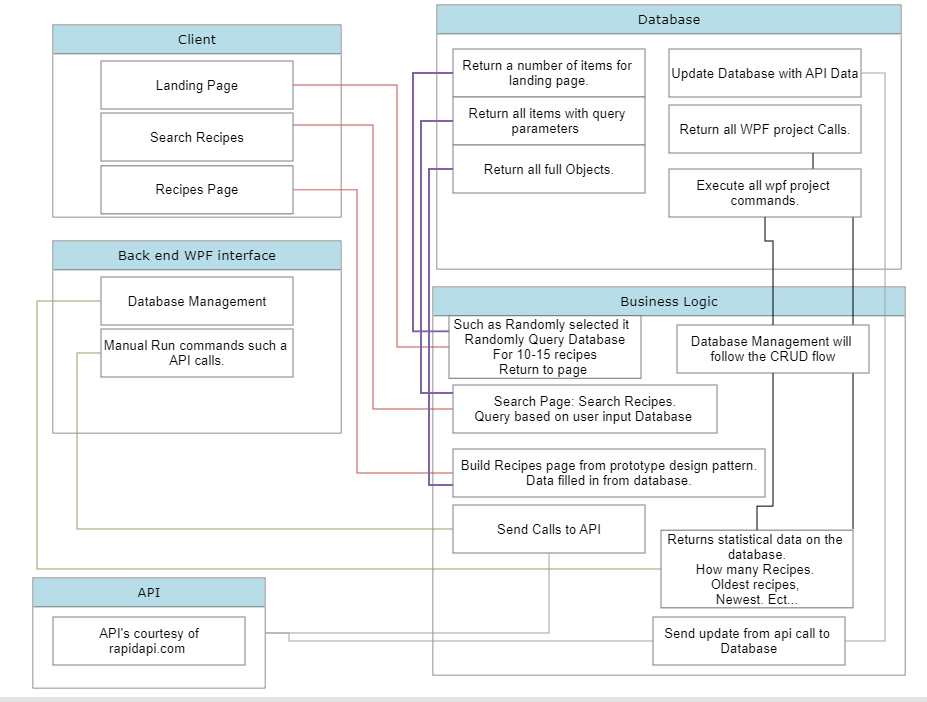 Client
Landing Page
Search Recipes
Recipes Page
Back end WPF interface
Database Management
Manual Run commands such a
API calls.
API
API's courtesy of
rapidapi.com
Database
Return a number of items for
landing page.
Return all items with query
parameters
Return all full Objects.
Update Database with API Data
Return all WPF project Calls.
Execute all wpf project
commands.
Business Logic
Such as Randomly selected it
Randomly Query Database
For 10-15 recipes
Return to page
Database Management will
follow the CRUD flow
Search Page: Search Recipes.
Query based on user input Database
Build Recipes page from prototype design pattern.
Data filled in from database.
Send Calls to API
Returns statistical data on the
database.
How many Recipes.
Oldest recipes,
Newest. Ect...
Send update from api call to
Database